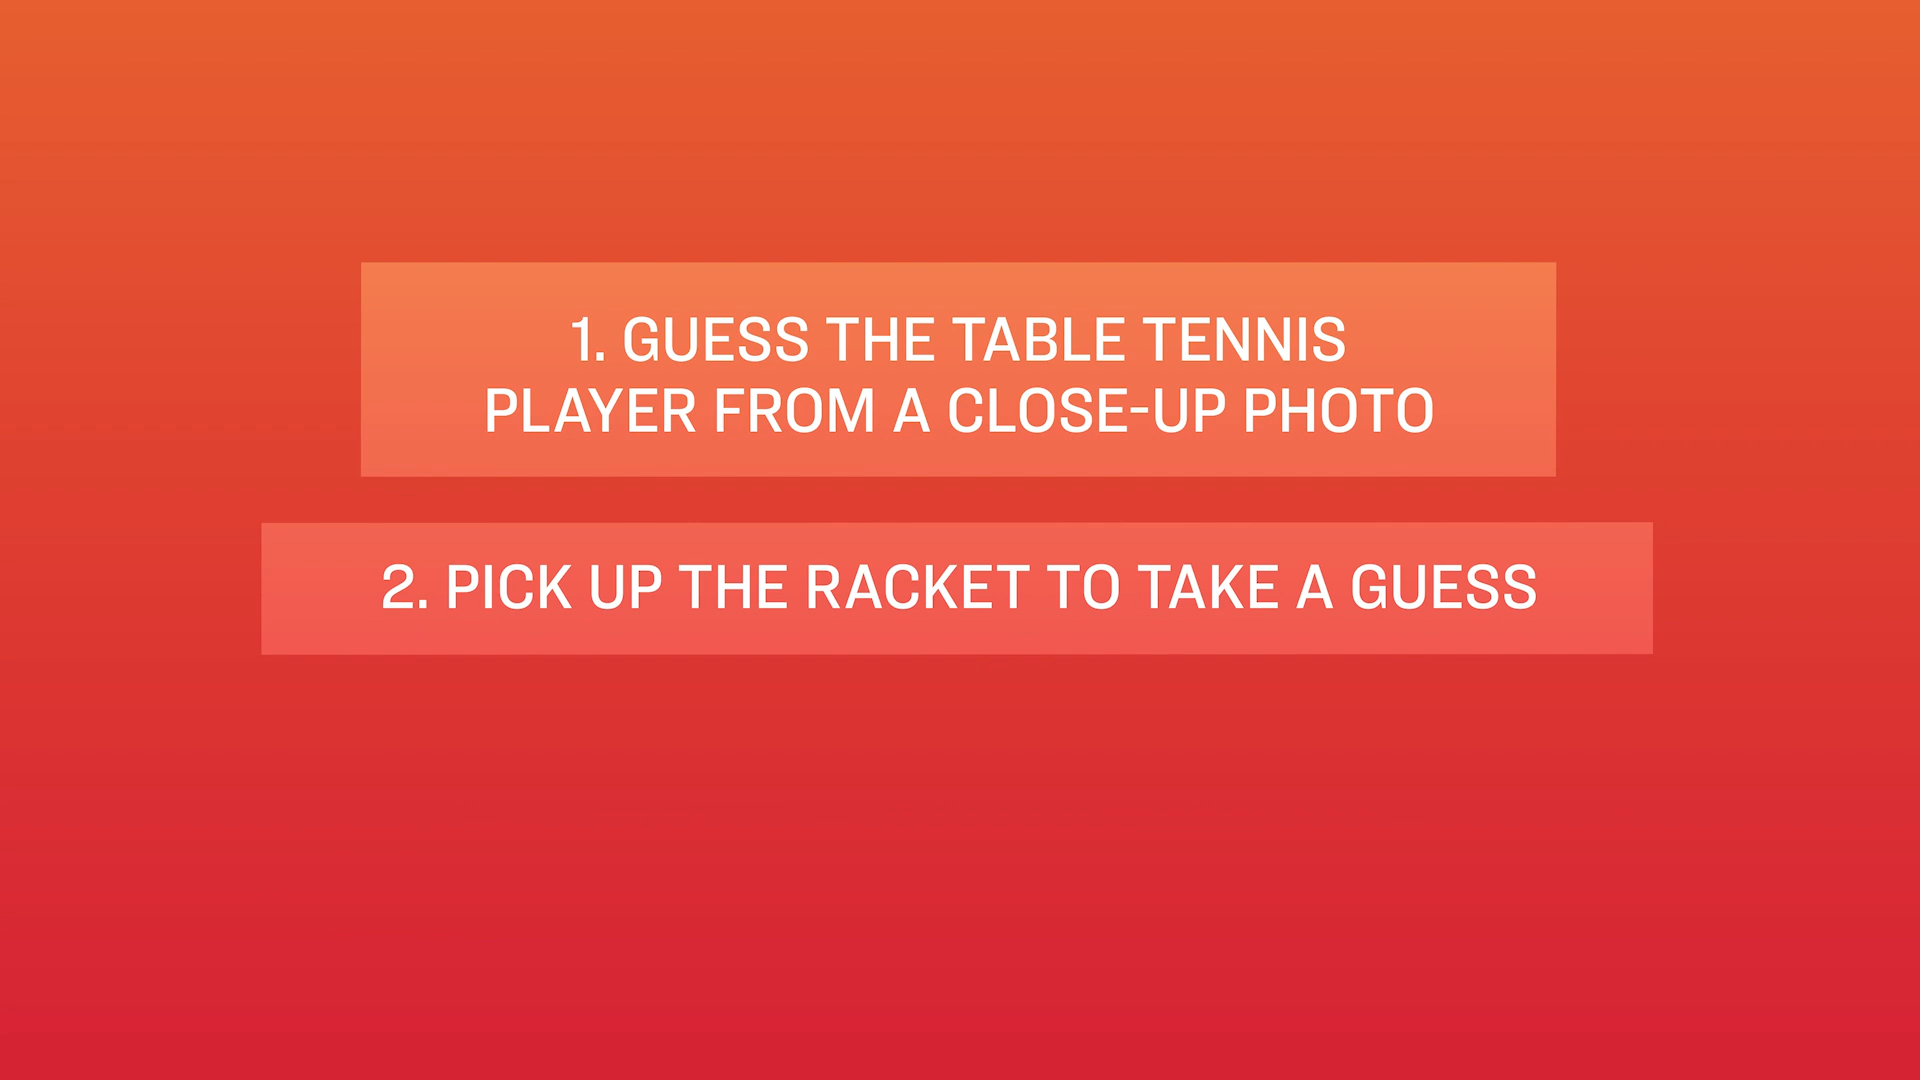 1. GUESS THE TABLE TENNIS
PLAYER FROM A CLOSE-UP PHOTO
2. PICK UP THE RACKET TO TAKE A GUESS